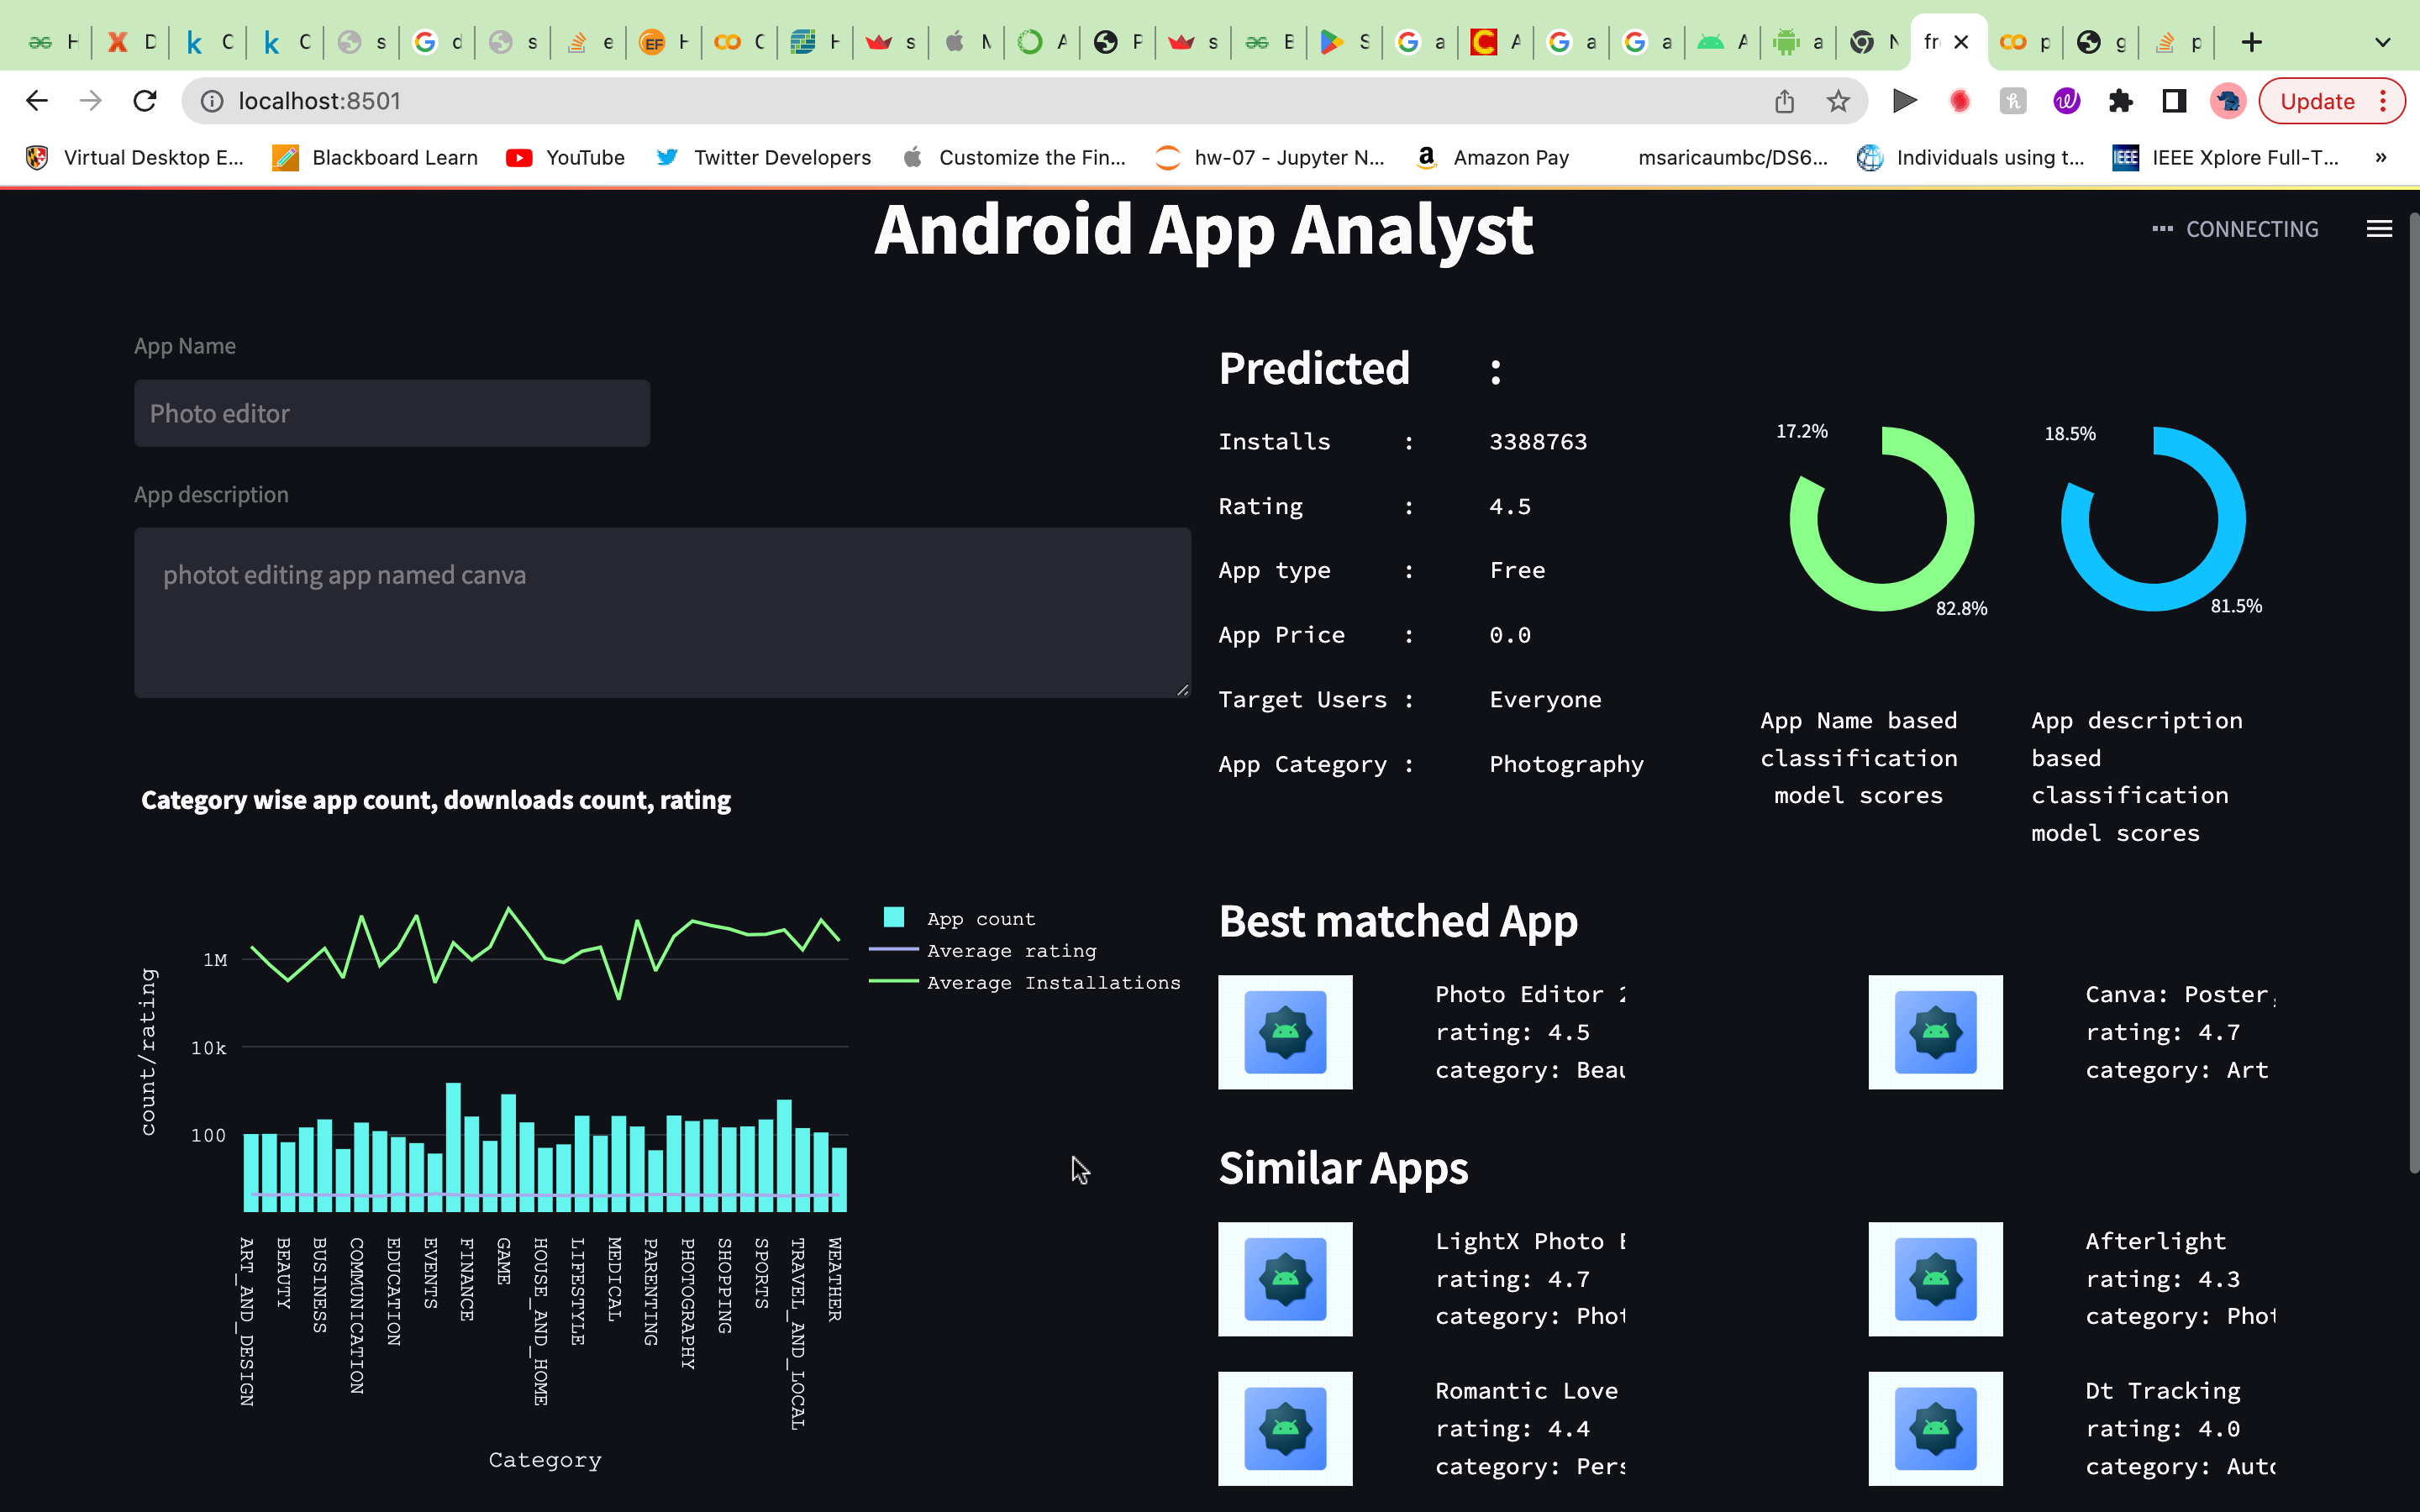 localhost:8501
Update
Virtual Desktop E...
Blackboard Learn
YouTube
Twitter Developers
Customize the Fin...
hw-07 - Jupyter N...
Amazon Pay
msaricaumbc/DS6...
Individuals using t...
IEEE Xplore Full-T...
»
Android App Analyst
CONNECTING
App Name
Photo editor
App description
photot editing app named canva
Predicted :
Installs : 3388763
Rating : 4.5
App type : Free
App Price : 0.0
Target Users : Everyone
App Category : Photography
17.2%
82.8%
18.5%
81.5%
App Name based
classification
model scores
App description
based
classification
model scores
Category wise app count, downloads count, rating
App count
Average rating
Average Installations
1M
10k
100
count/rating
ART_AND_DESIGN
BEAUTY
BUSINESS
COMMUNICATION
EDUCATION
EVENTS
FINANCE
GAME
HOUSE_AND_HOME
LIFESTYLE
MEDICAL
PARENTING
PHOTOGRAPHY
SHOPPING
SPORTS
TRAVEL_AND_LOCAL
WEATHER
Category
Best matched App
Photo Editor
rating: 4.5
category: Beau
Canva: Poster,
rating: 4.7
category: Art
Similar Apps
LightX Photo
rating: 4.7
category: Phot
Afterlight
rating: 4.3
category: Phot
Romantic Love
rating: 4.4
category: Pers
Dt Tracking
rating: 4.0
category: Auto